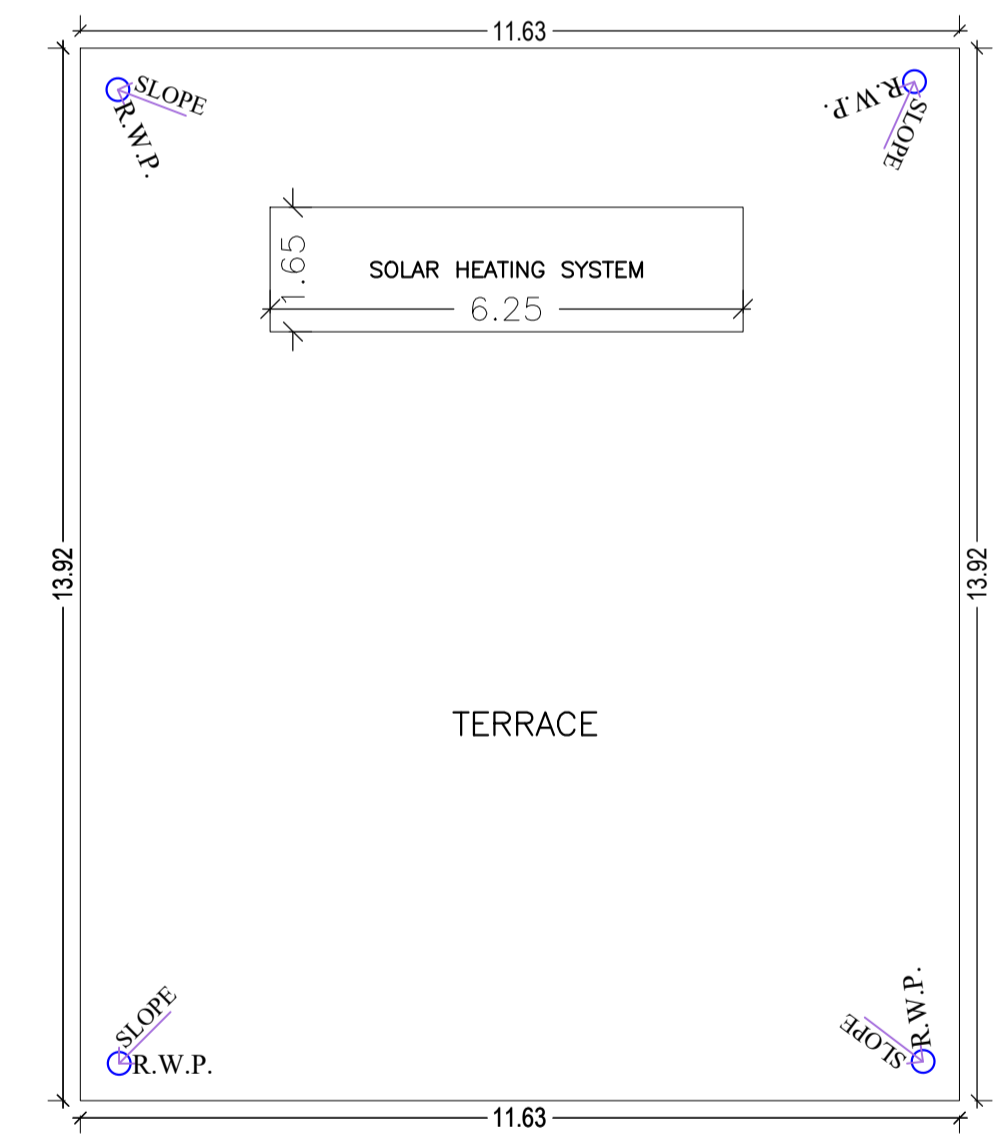 11.63
SLOPE
R.W.P.
R.W.P.
SLOPE
1.65
SOLAR HEATING SYSTEM
6.25
13.92
13.92
TERRACE
SLOPE
R.W.P.
SLOPE
R.W.P.
11.63